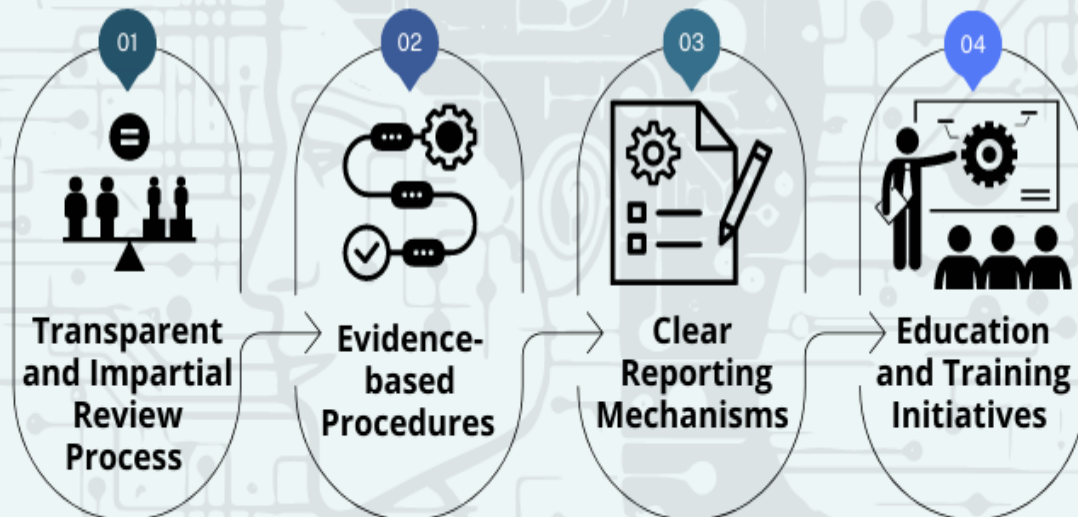 01
Transparent
and Impartial
Review
Process
02
Evidence-
based
Procedures
03
Clear
Reporting
Mechanisms
04
Education
and Training
Initiatives